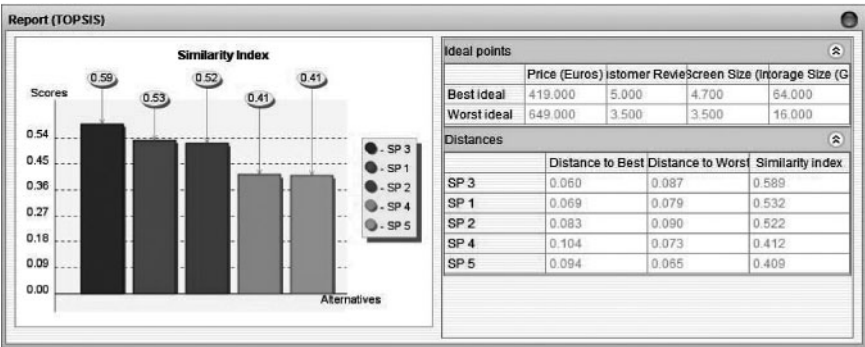 Report (TOPSIS)
Similarity Index
0.59
0.53
0.52
0.41
0.41
Scores
0.54
0.45
0.36
0.27
0.18
0.09
0.00
Alternatives
- SP 3
- SP 1
- SP 2
- SP 4
- SP 5
Ideal points
Price (Euros) istomer Revie Screen Size (In orage Size (G
Best ideal 419.000 5.000 4.700 64.000
Worst ideal 649.000 3.500 3.500 16.000
Distances
Distance to Best Distance to Worst Similarity index
SP 3 0.060 0.087 0.589
SP 1 0.069 0.079 0.532
SP 2 0.083 0.090 0.522
SP 4 0.104 0.073 0.412
SP 5 0.094 0.065 0.409